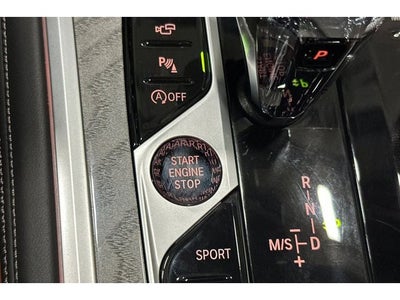 P
P
A OFF
START
ENGINE
STOP
SPORT
R
N
D
M/S
+